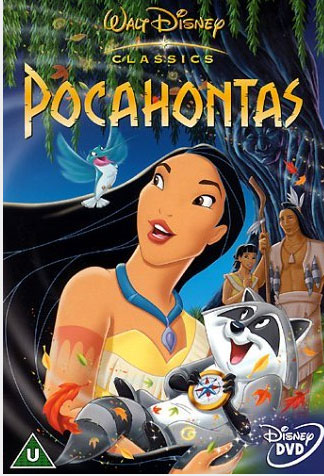 WALT DISNEY
CLASSICS
POCAHONTAS
U
DISNEY
DVD